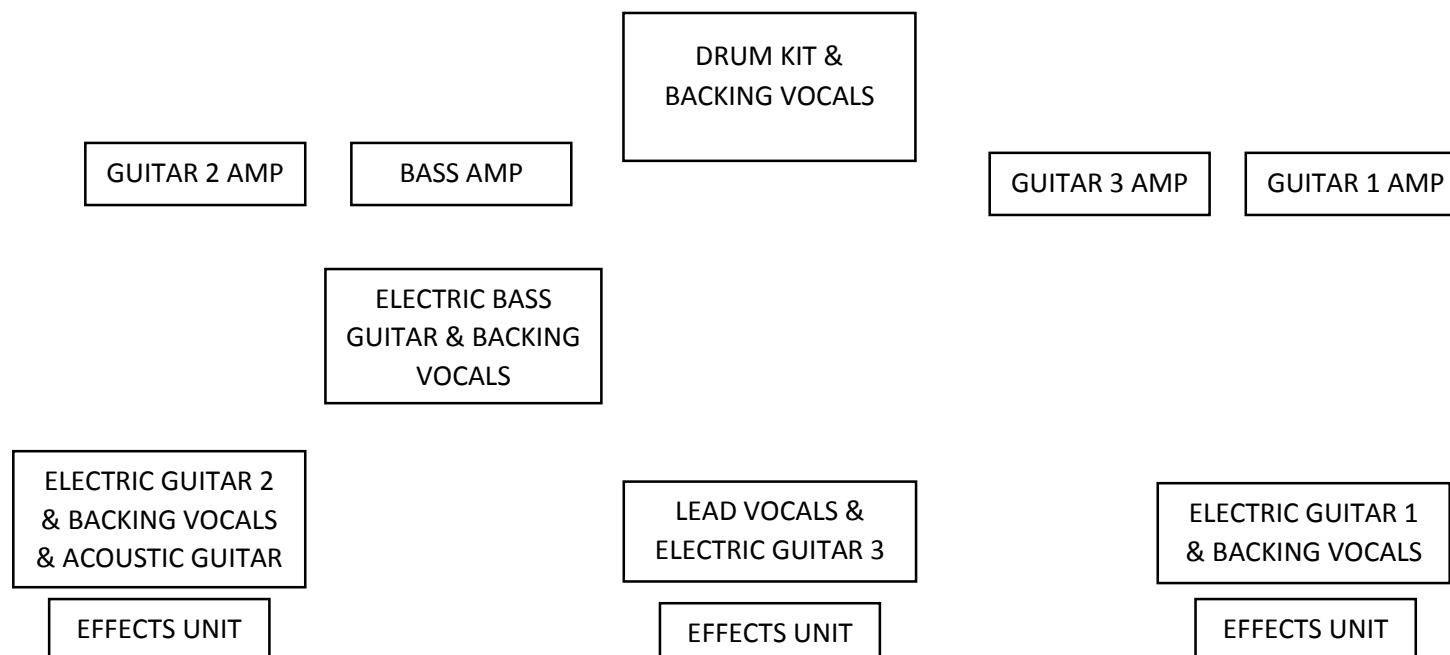 DRUM KIT &
BACKING VOCALS
GUITAR 2 AMP
BASS AMP
GUITAR 3 AMP
GUITAR 1 AMP
ELECTRIC BASS
GUITAR & BACKING
VOCALS
ELECTRIC GUITAR 2
& BACKING VOCALS
& ACOUSTIC GUITAR
LEAD VOCALS &
ELECTRIC GUITAR 3
ELECTRIC GUITAR 1
& BACKING VOCALS
EFFECTS UNIT
EFFECTS UNIT
EFFECTS UNIT